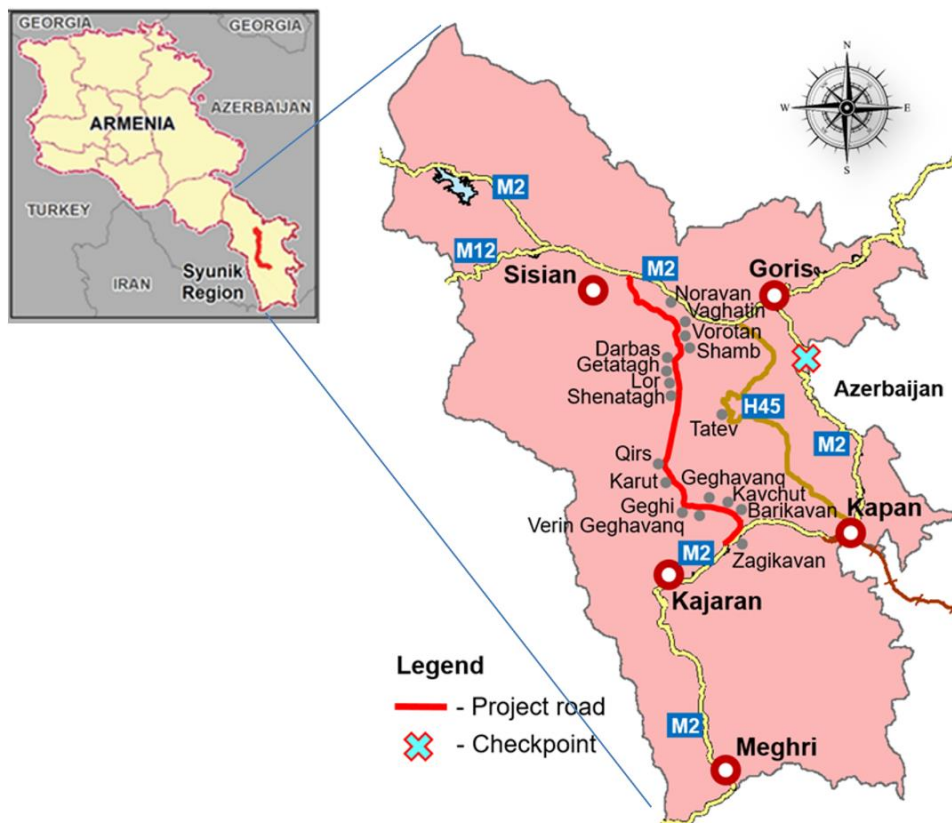 GEORGIA
GEORGIA
AZERBAIJAN
ARMENIA
TURKEY
IRAN
Syunik
Region
N
W
E
S
M2
M12
Sisian
M2
Goris
Noravan
Vaghatin
Vorotan
Shamb
Darbas
Getatagh
Lor
Shenatagh
Azerbaijan
H45
Tatev
M2
Qirs
Karut
Geghavanq
Kavchut
Geghi
Barikavan
Verin Geghavanq
Kapan
M2
Zagikavan
Kajaran
Legend
- Project road
- Checkpoint
M2
Meghri